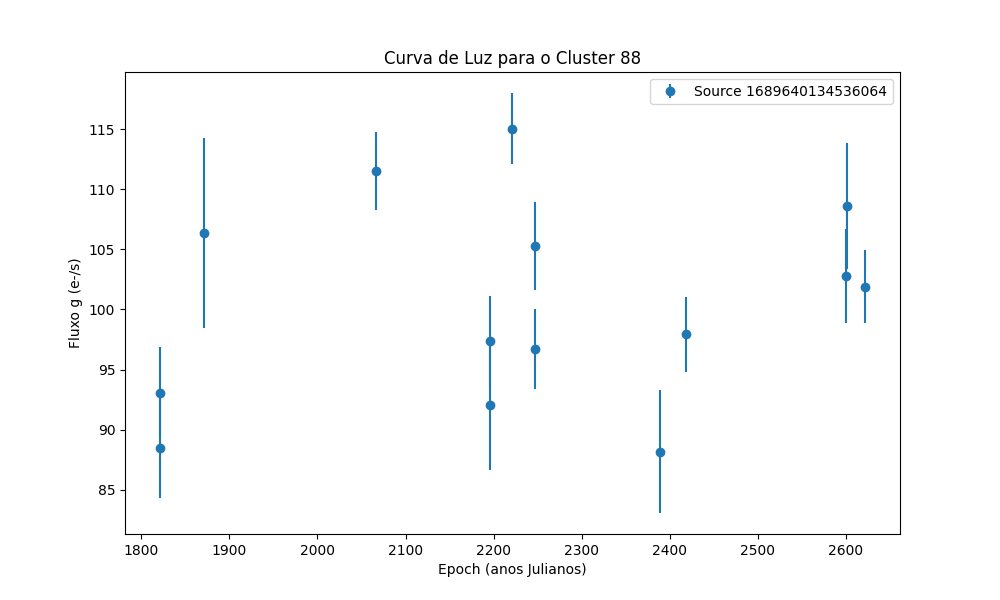 Curva de Luz para o Cluster 88
Source 1689640134536064
Fluxo g (e-/s)
115
110
105
100
95
90
85
1800 1900 2000 2100 2200 2300 2400 2500 2600
Epoch (anos Julianos)